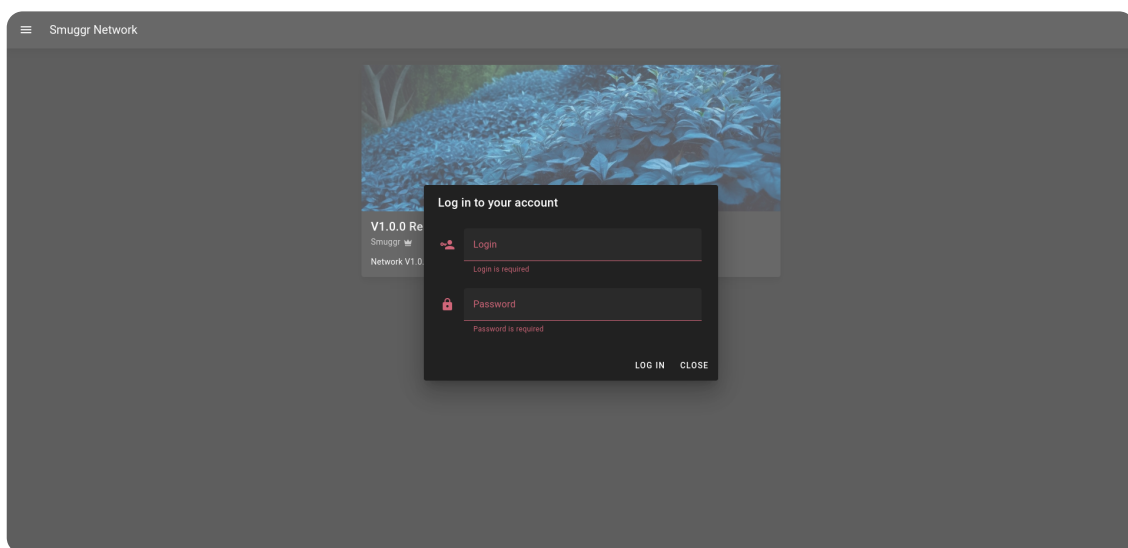 Smuggr Network
Log in to your account
V1.0.0 Re
Smuggr
Network V1.0.
Login
Login is required
Password
Password is required
LOG IN CLOSE